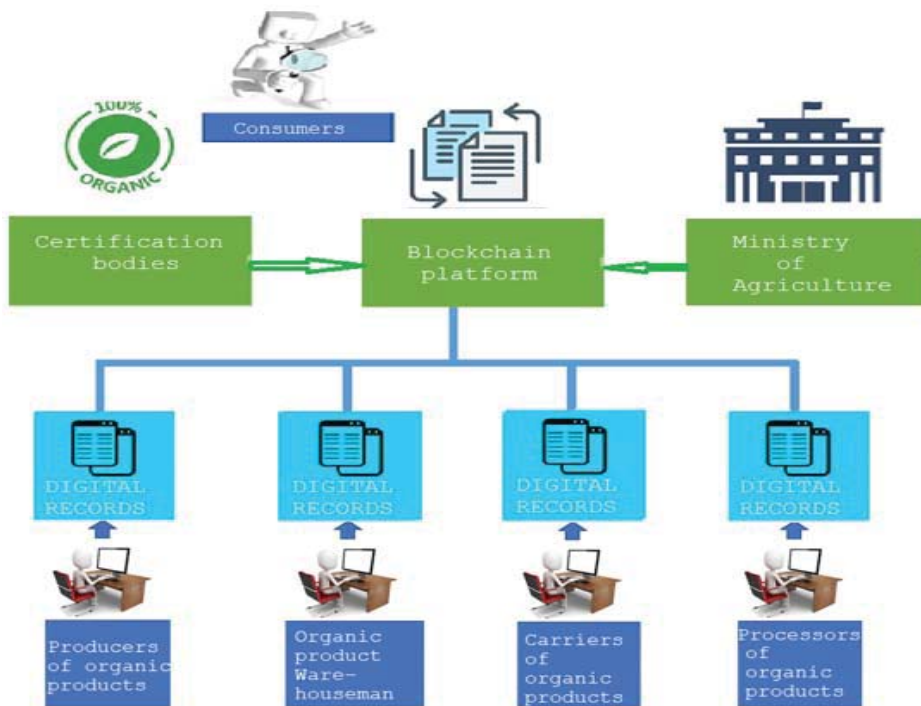 Consumers
100%
ORGANIC
Certification
bodies
Blockchain
platform
Ministry
of
Agriculture
DIGITAL
RECORDS
DIGITAL
RECORDS
DIGITAL
RECORDS
DIGITAL
RECORDS
Producers
of organic
products
Organic
product
Ware-
houseman
Carriers
of
organic
products
Processors
of
organic
products